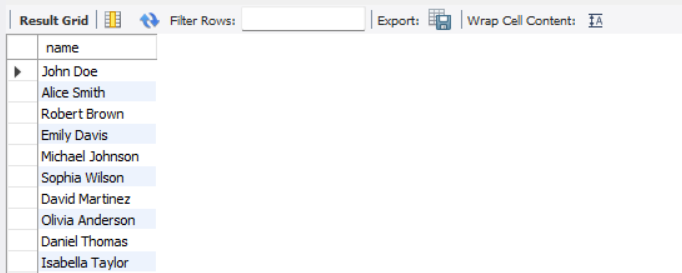 Result Grid Filter Rows: Export: Wrap Cell Content: IA
name
John Doe
Alice Smith
Robert Brown
Emily Davis
Michael Johnson
Sophia Wilson
David Martinez
Olivia Anderson
Daniel Thomas
Isabella Taylor